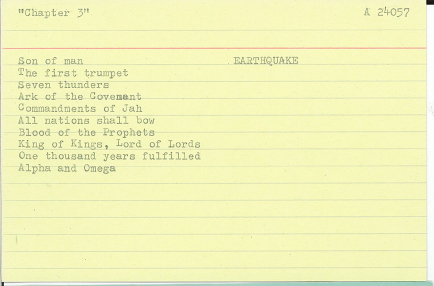 "Chapter 3" A 24057
Son of man EARTHQUAKE
The first trumpet
Seven thunders
Ark of the Covenant
Commandments of Jah
All nations shall bow
Blood of the Prophets
King of Kings, Lord of Lords
One thousand years fulfilled
Alpha and Omega